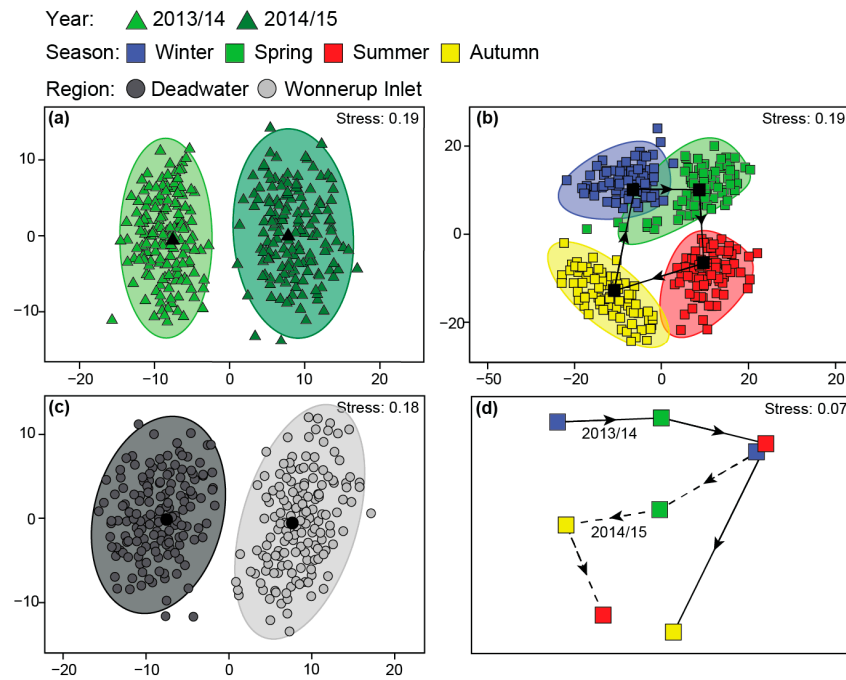 Year: 2013/14 2014/15
Season: Winter Spring Summer Autumn
Region: Deadwater Wonnerup Inlet
(a) Stress: 0.19
10
0
−10
−20 −10 0 10 20
(b) Stress: 0.19
20
0
−20
−50 −20 0 20 20
(c) Stress: 0.18
10
0
−10
−20 −10 0 10 20
(d) Stress: 0.07
2013/14
2014/15